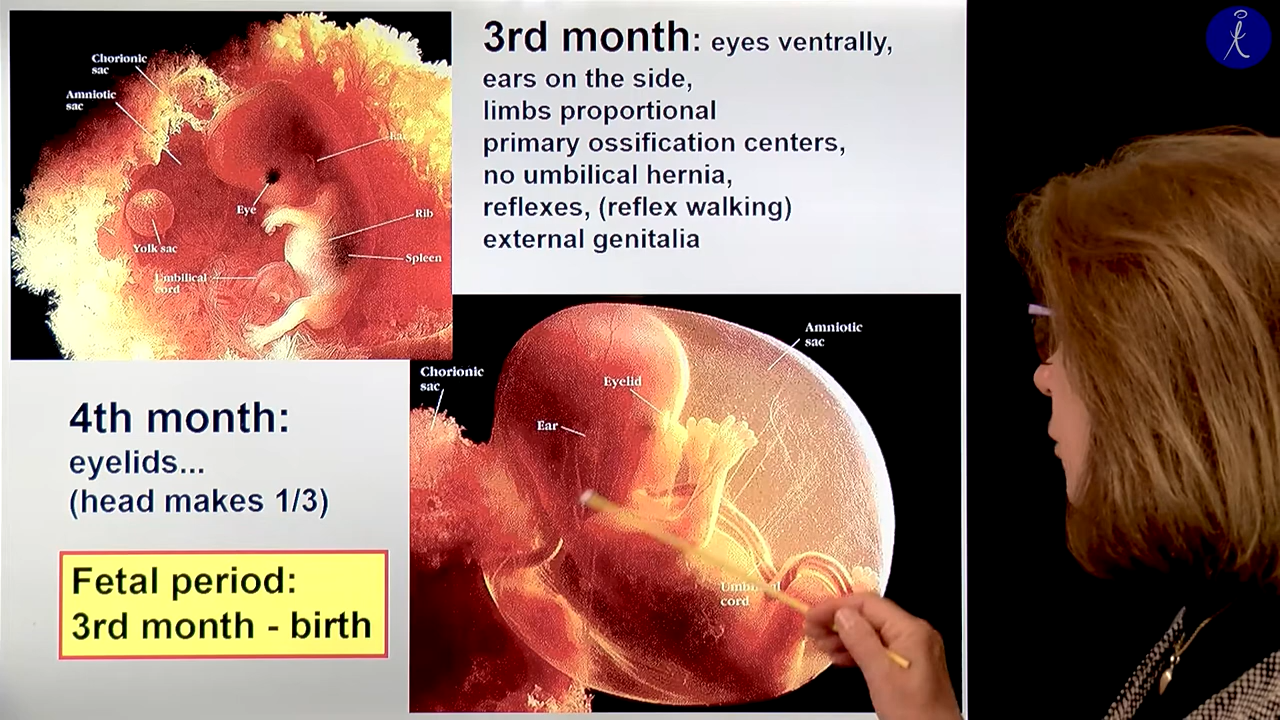 Chorionic
sac
Amniotic
sac
Ear
Eye
Rib
Yolk sac
Spleen
Umbilical
cord
3rd month: eyes ventrally,
ears on the side,
limbs proportional
primary ossification centers,
no umbilical hernia,
reflexes, (reflex walking)
external genitalia
4th month:
eyelids...
(head makes 1/3)
Fetal period:
3rd month - birth
Amniotic
sac
Chorionic
sac
Eyelid
Ear
Umbilical
cord